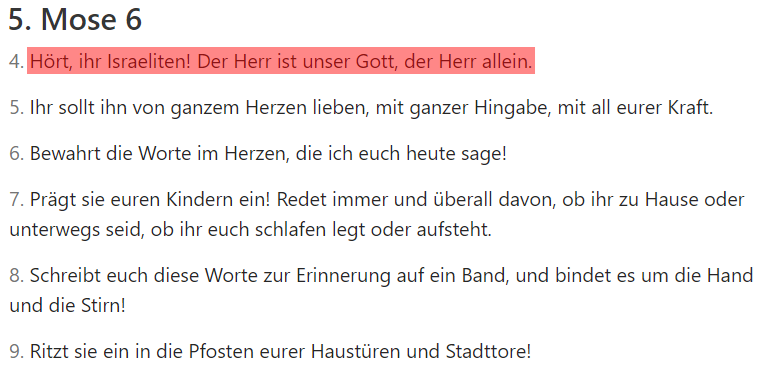 5. Mose 6
4. Hört, ihr Israeliten! Der Herr ist unser Gott, der Herr allein.
5. Ihr sollt ihn von ganzem Herzen lieben, mit ganzer Hingabe, mit all eurer Kraft.
6. Bewahrt die Worte im Herzen, die ich euch heute sage!
7. Prägt sie euren Kindern ein! Redet immer und überall davon, ob ihr zu Hause oder
unterwegs seid, ob ihr euch schlafen legt oder aufsteht.
8. Schreibt euch diese Worte zur Erinnerung auf ein Band, und bindet es um die Hand
und die Stirn!
9. Ritzt sie ein in die Pfosten eurer Haustüren und Stadttore!